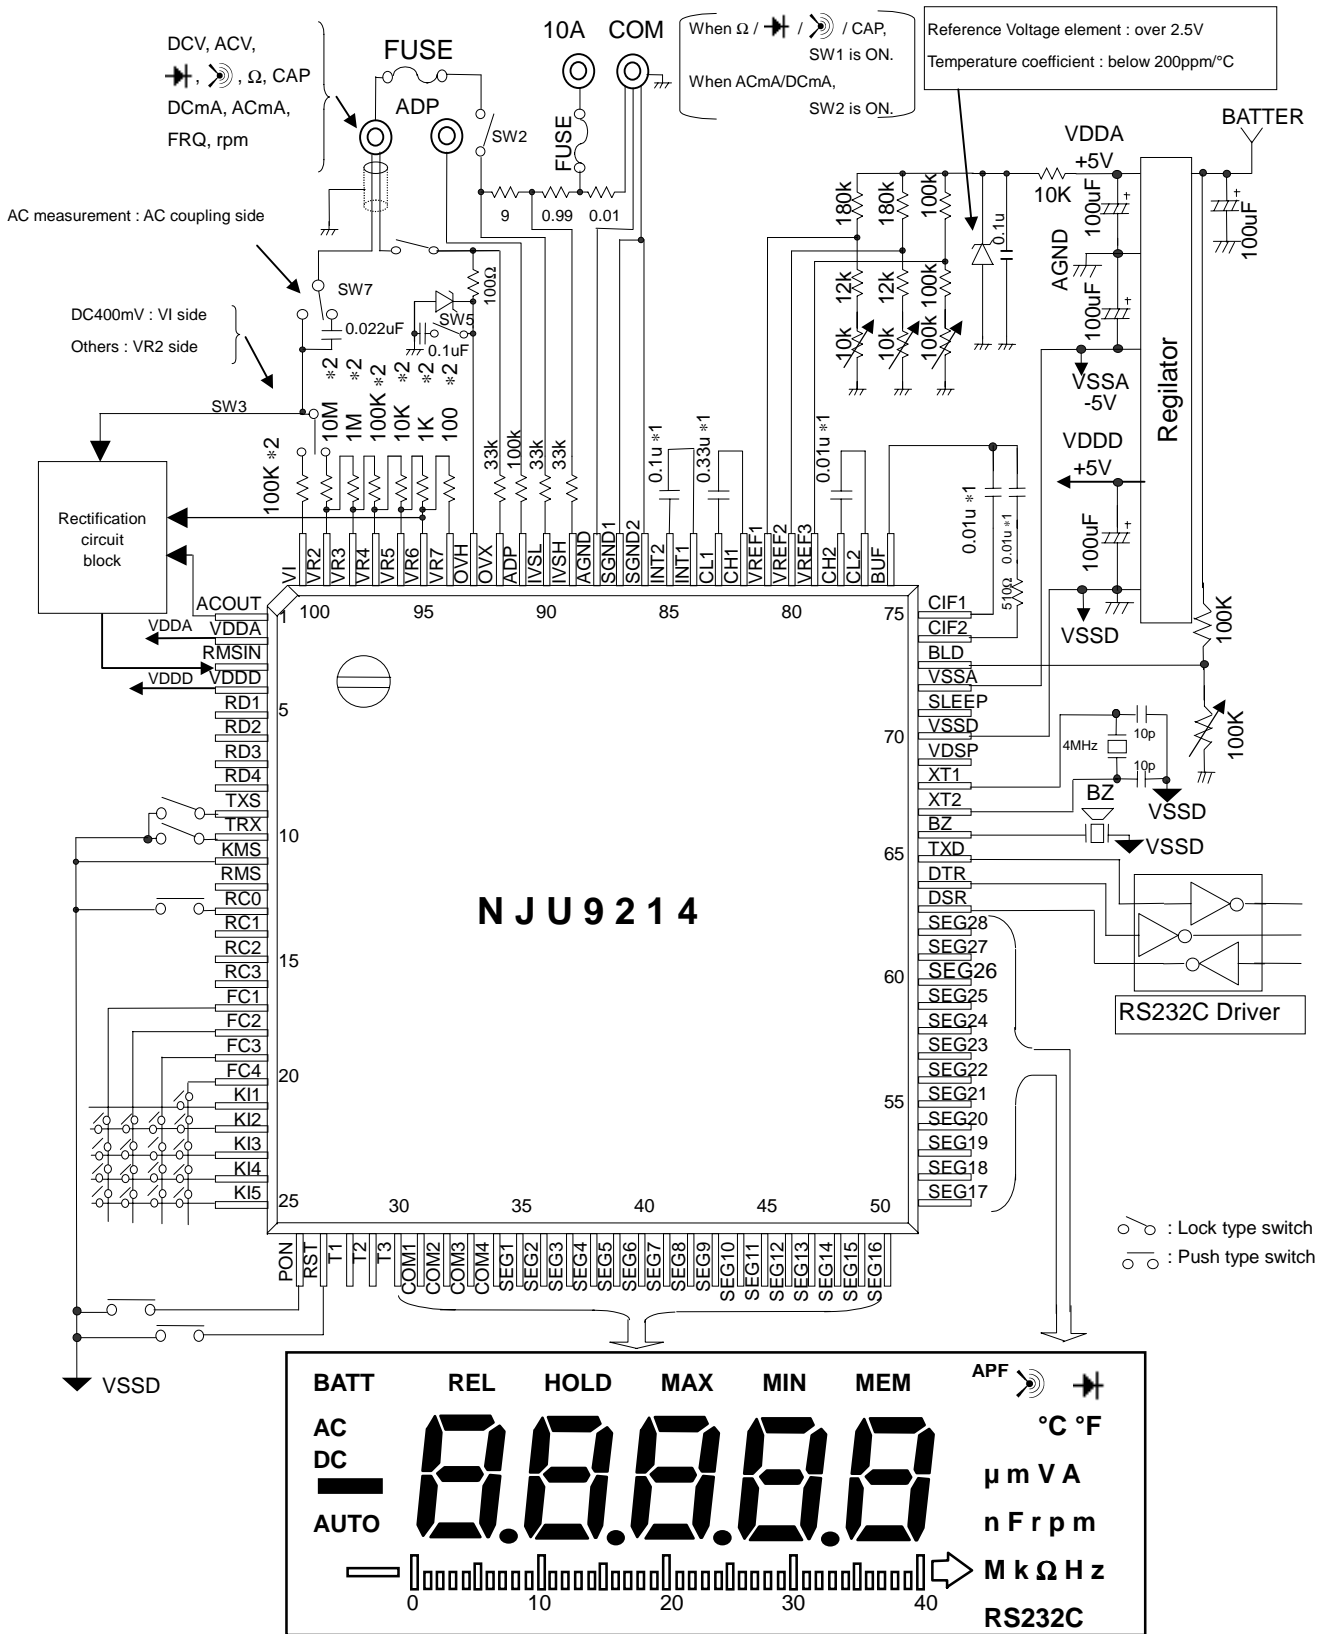 DCV, ACV,
, , Ω, CAP
DCmA, ACmA,
FRQ, rpm
FUSE
ADP
SW2
10A COM
FUSE
9 0.99 0.01
When Ω / / / CAP,
SW1 is ON.
When ACmA/DCmA,
SW2 is ON.
Reference Voltage element : over 2.5V
Temperature coefficient : below 200ppm/°C
BATTER
VDDA
+5V
10K
100uF
100uF
AGND
100uF
VSSA
-5V
VDDD
+5V
100uF
VSSD
Regilator
180k
180k
100k
12k
12k
100k
10k
10k
100k
0.1u
AC measurement : AC coupling side
SW7
DC400mV : VI side
Others : VR2 side
0.022uF
100Ω
SW5
0.1uF
SW3
100K *2
10M *2
1M *2
100K *2
10K *2
1K *2
100 *2
33k
100k
33k
33k
0.1u *1
0.33u *1
0.01u *1
0.01u *1
0.01u *1
510Ω
100K
100K
Rectification
circuit
block
VI
VR2
VR3
VR4
VR5
VR6
VR7
OVH
OVX
ADP
IVSL
IVSH
AGND
SGND1
SGND2
INT2
INT1
CL1
CH1
VREF1
VREF2
VREF3
CH2
CL2
BUF
100 95 90 85 80 75
ACOUT 1
VDDA VDDA
RMSIN
VDDD VDDD
RD1 5
RD2
RD3
RD4
TXS
TRX 10
KMS
RMS
RC0
RC1
RC2 15
RC3
FC1
FC2
FC3
FC4 20
KI1
KI2
KI3
KI4
KI5 25
NJU9214
CIF1
CIF2
BLD
VSSA
SLEEP
70 VSSD
VDSP
XT1
XT2
BZ
65 TXD
DTR
DSR
SEG28
SEG27
60 SEG26
SEG25
SEG24
SEG23
SEG22
55 SEG21
SEG20
SEG19
SEG18
SEG17
4MHz
10p
10p
VSSD
BZ
VSSD
RS232C Driver
30 35 40 45 50
PON
RST
T1
T2
T3
COM1
COM2
COM3
COM4
SEG1
SEG2
SEG3
SEG4
SEG5
SEG6
SEG7
SEG8
SEG9
SEG10
SEG11
SEG12
SEG13
SEG14
SEG15
SEG16
: Lock type switch
: Push type switch
VSSD
BATT REL HOLD MAX MIN MEM APF
AC
DC
AUTO
8.8.8.8.8
°C °F
µ m V A
n F r p m
M k Ω H z
RS232C
0 10 20 30 40